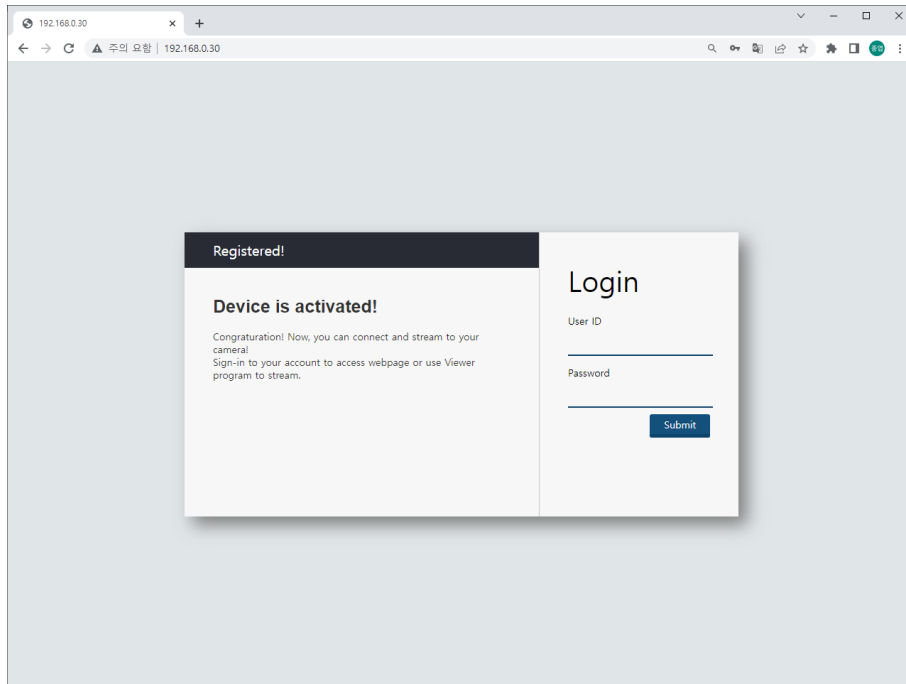 192.168.0.30
주의 요함 | 192.168.0.30
Registered!
Device is activated!
Congraturation! Now, you can connect and stream to your
camera!
Sign-in to your account to access webpage or use Viewer
program to stream.
Login
User ID
Password
Submit